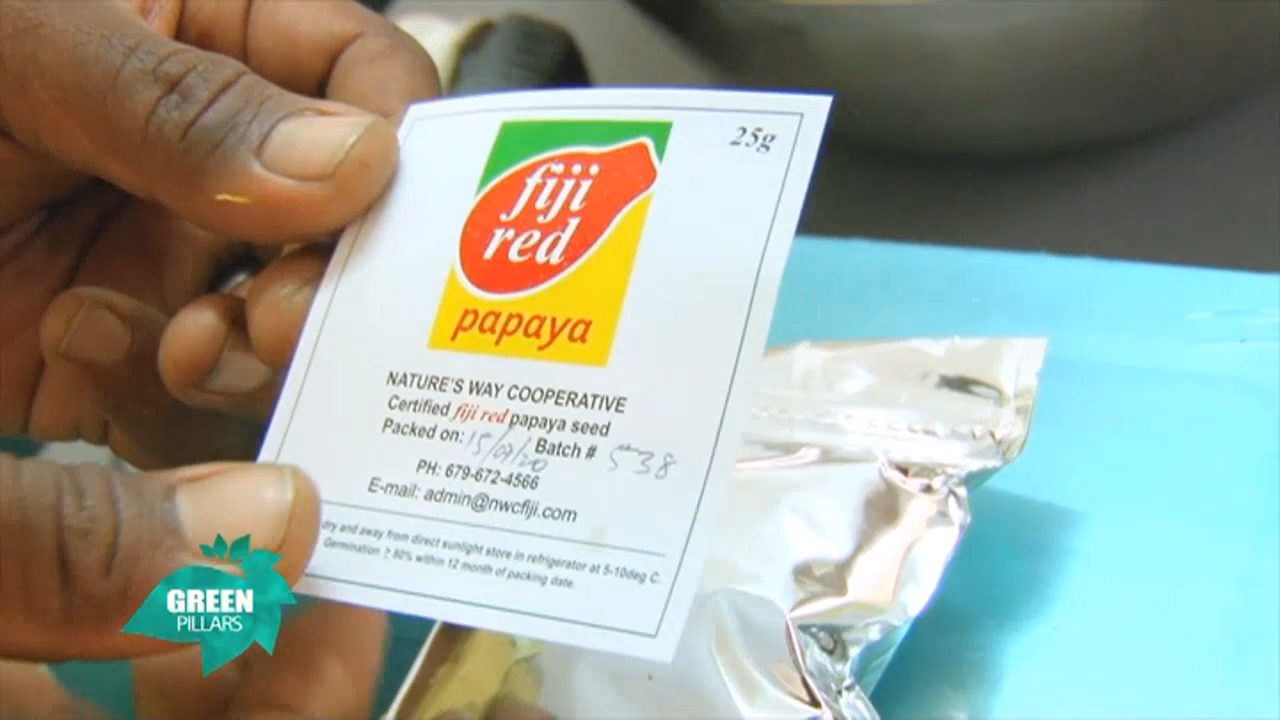 25g
fiji
red
papaya
NATURE'S WAY COOPERATIVE
Certified fiji red papaya seed
Packed on: 15/07/20 Batch # 538
PH: 679-672-4566
E-mail: admin@nwcfiji.com
dry and away from direct sunlight store in refrigerator at 5-10deg C.
Germination ≥ 80% within 12 month of packing date.
GREEN
PILLARS